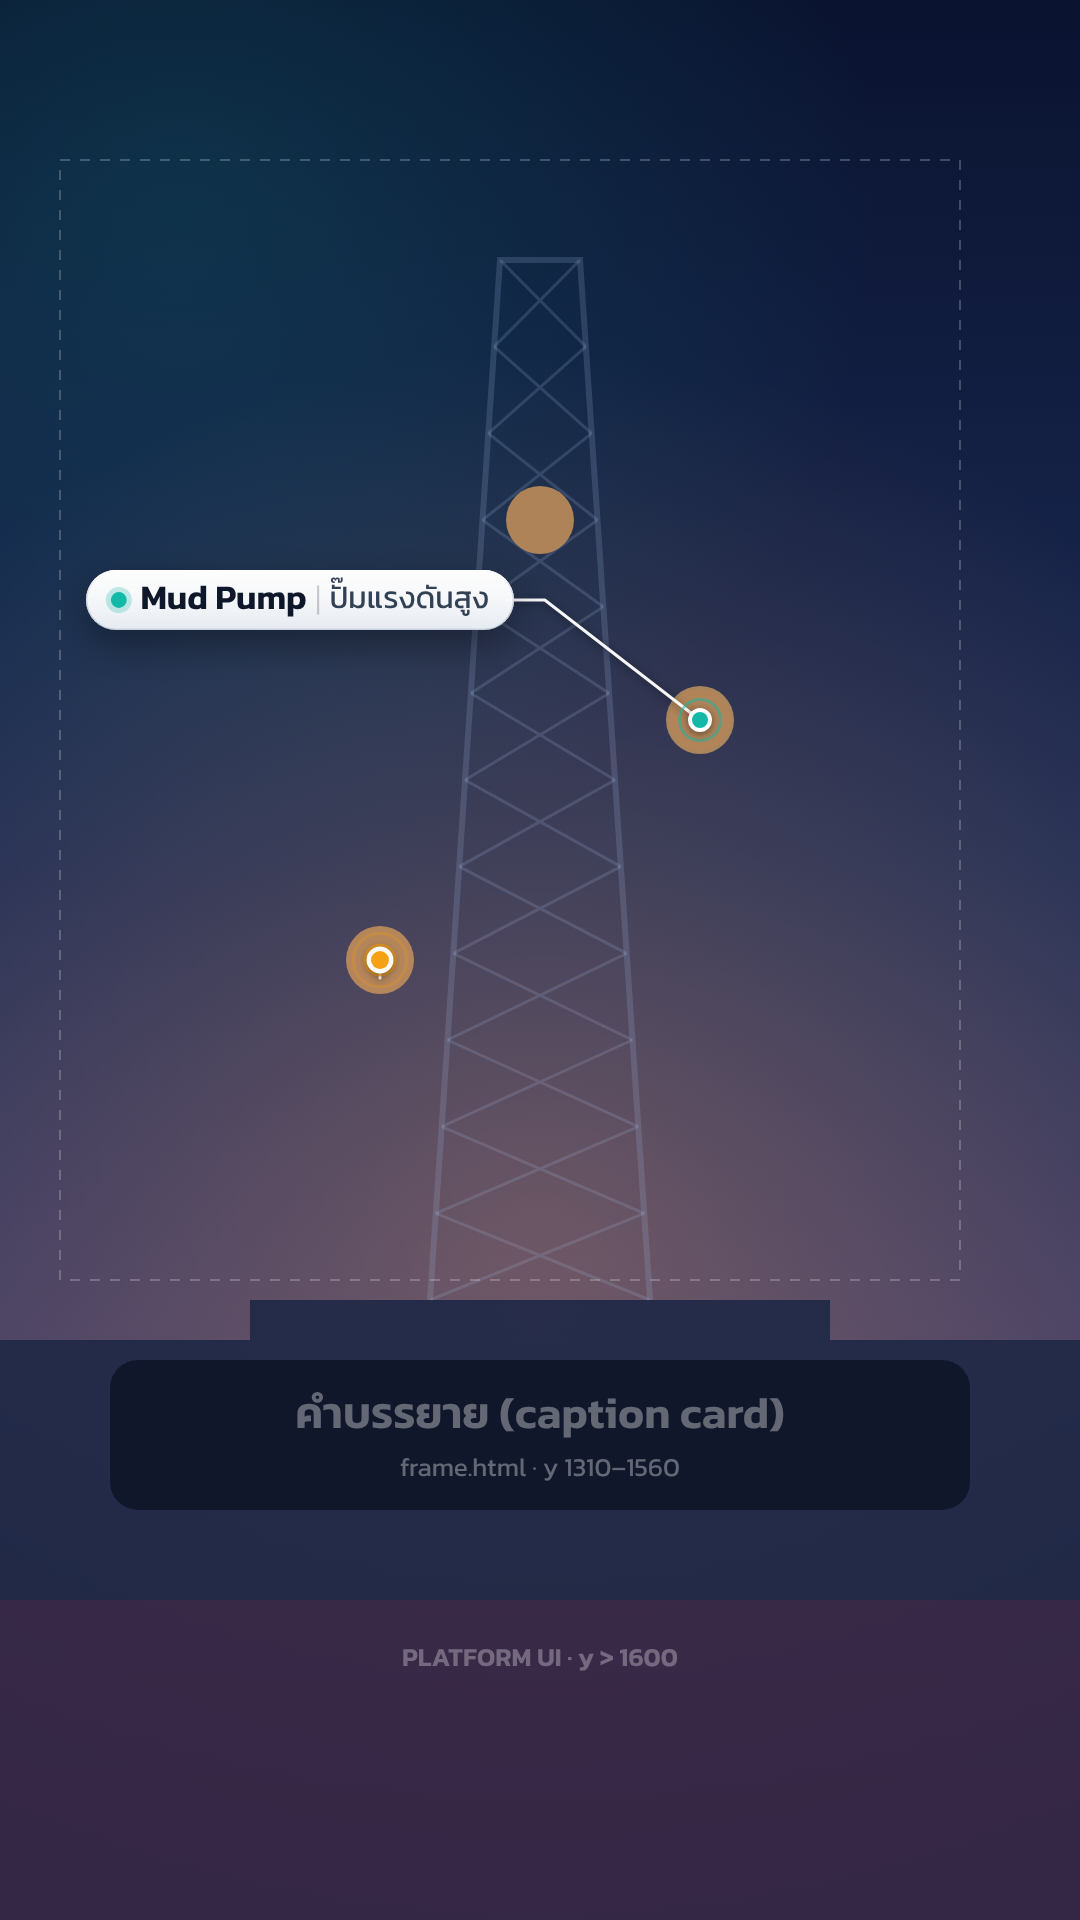 Mud Pump | ปั๊มแรงดันสูง
คำบรรยาย (caption card)
frame.html · y 1310–1560
PLATFORM UI · y > 1600